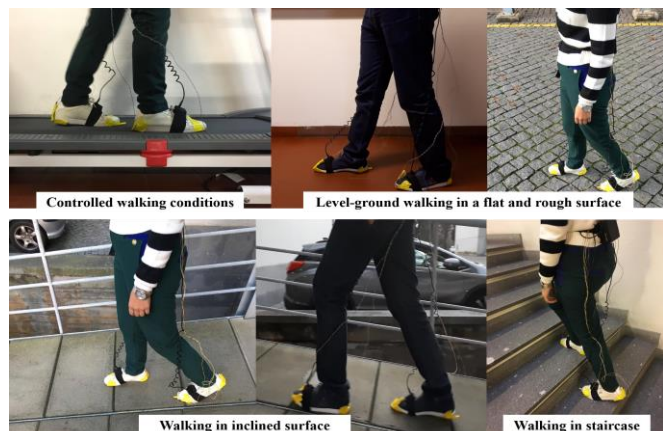 Controlled walking conditions
Level-ground walking in a flat and rough surface
Walking in inclined surface
Walking in staircase